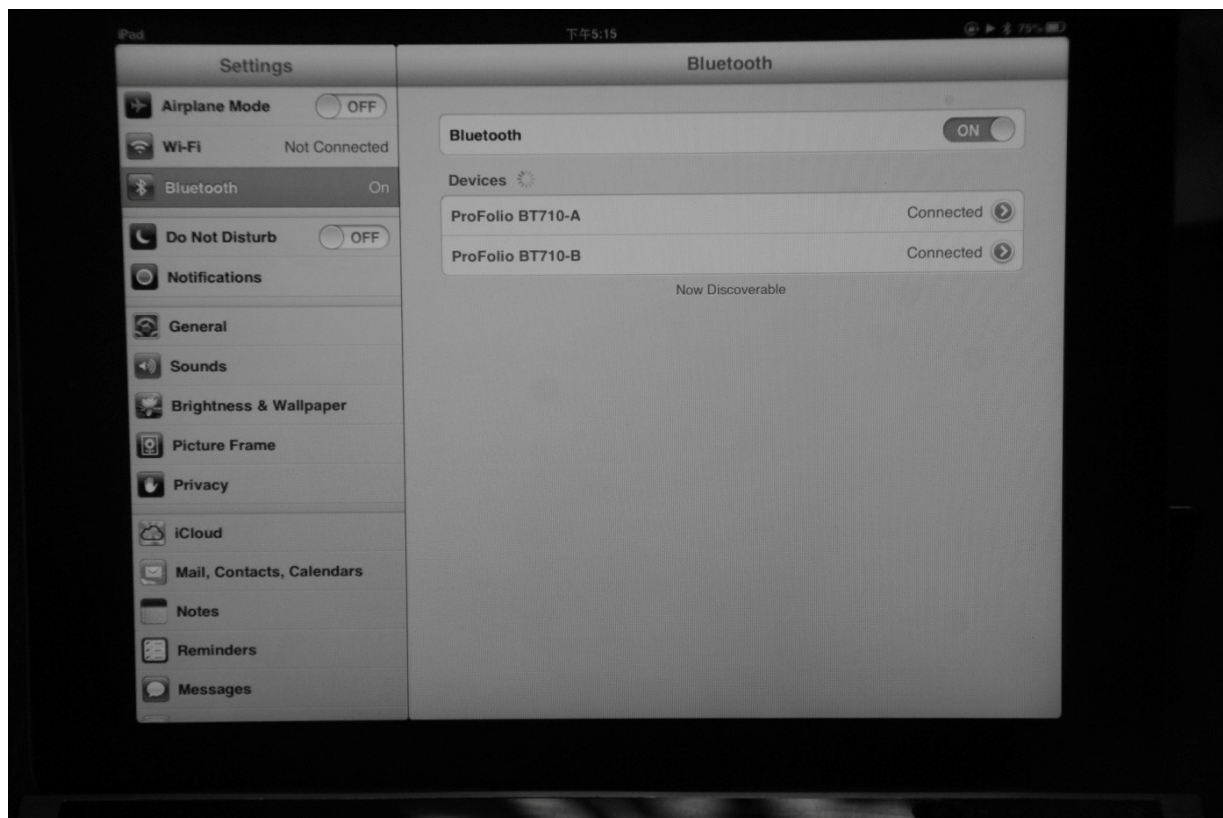 iPad
下午5:15
75%
Settings
Bluetooth
Airplane Mode OFF
Wi-Fi Not Connected
Bluetooth On
Do Not Disturb OFF
Notifications
General
Sounds
Brightness & Wallpaper
Picture Frame
Privacy
iCloud
Mail, Contacts, Calendars
Notes
Reminders
Messages
Bluetooth ON
Devices
ProFolio BT710-A Connected
ProFolio BT710-B Connected
Now Discoverable